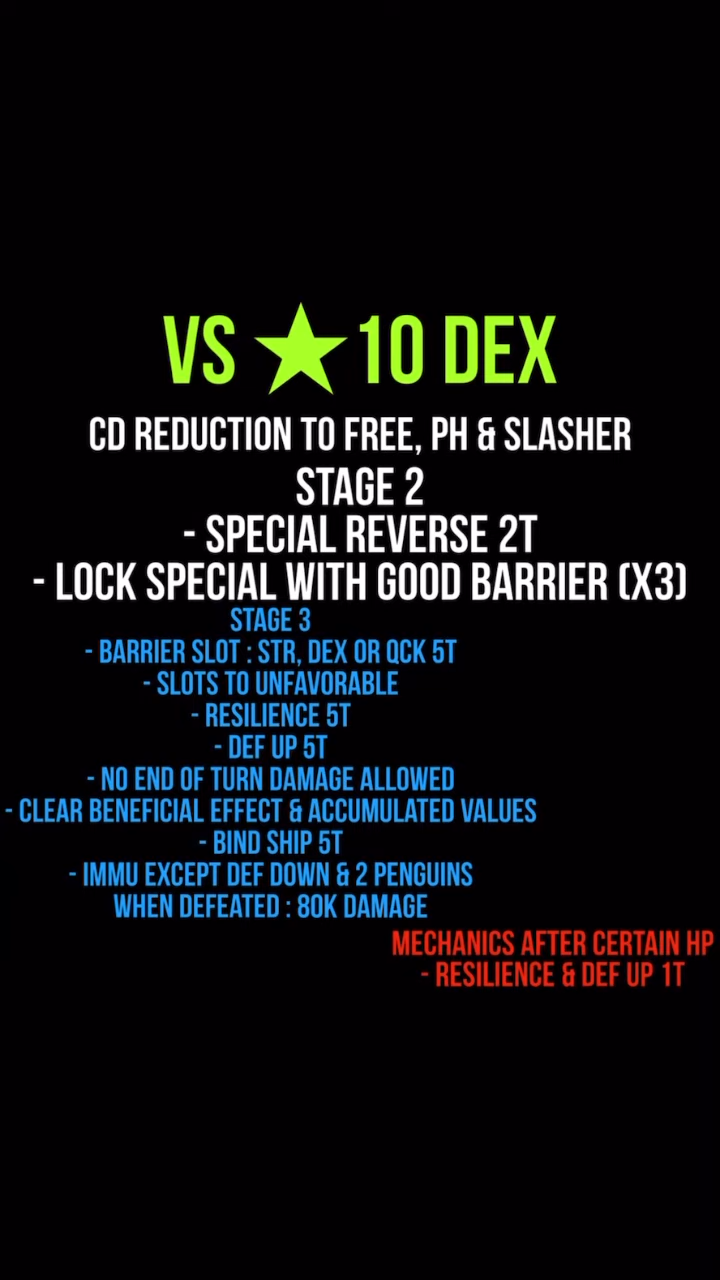 VS ★10 DEX
CD REDUCTION TO FREE, PH & SLASHER
STAGE 2
- SPECIAL REVERSE 2T
- LOCK SPECIAL WITH GOOD BARRIER (X3)
STAGE 3
- BARRIER SLOT : STR, DEX OR QCK 5T
- SLOTS TO UNFAVORABLE
- RESILIENCE 5T
- DEF UP 5T
- NO END OF TURN DAMAGE ALLOWED
- CLEAR BENEFICIAL EFFECT & ACCUMULATED VALUES
- BIND SHIP 5T
- IMMU EXCEPT DEF DOWN & 2 PENGUINS
WHEN DEFEATED : 80K DAMAGE
MECHANICS AFTER CERTAIN HP
- RESILIENCE & DEF UP 1T